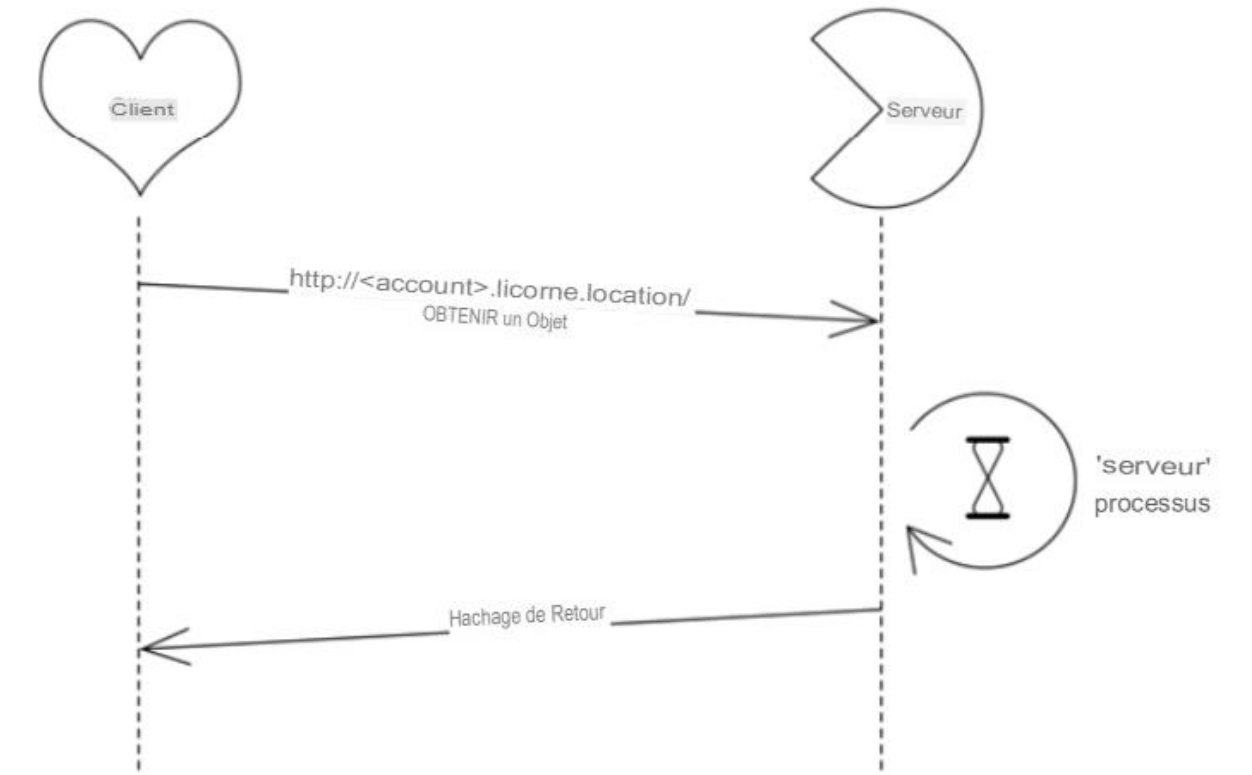 Client
Serveur
http://<account>.licorne.location/
OBTENIR un Objet
'serveur'
processus
Hachage de Retour